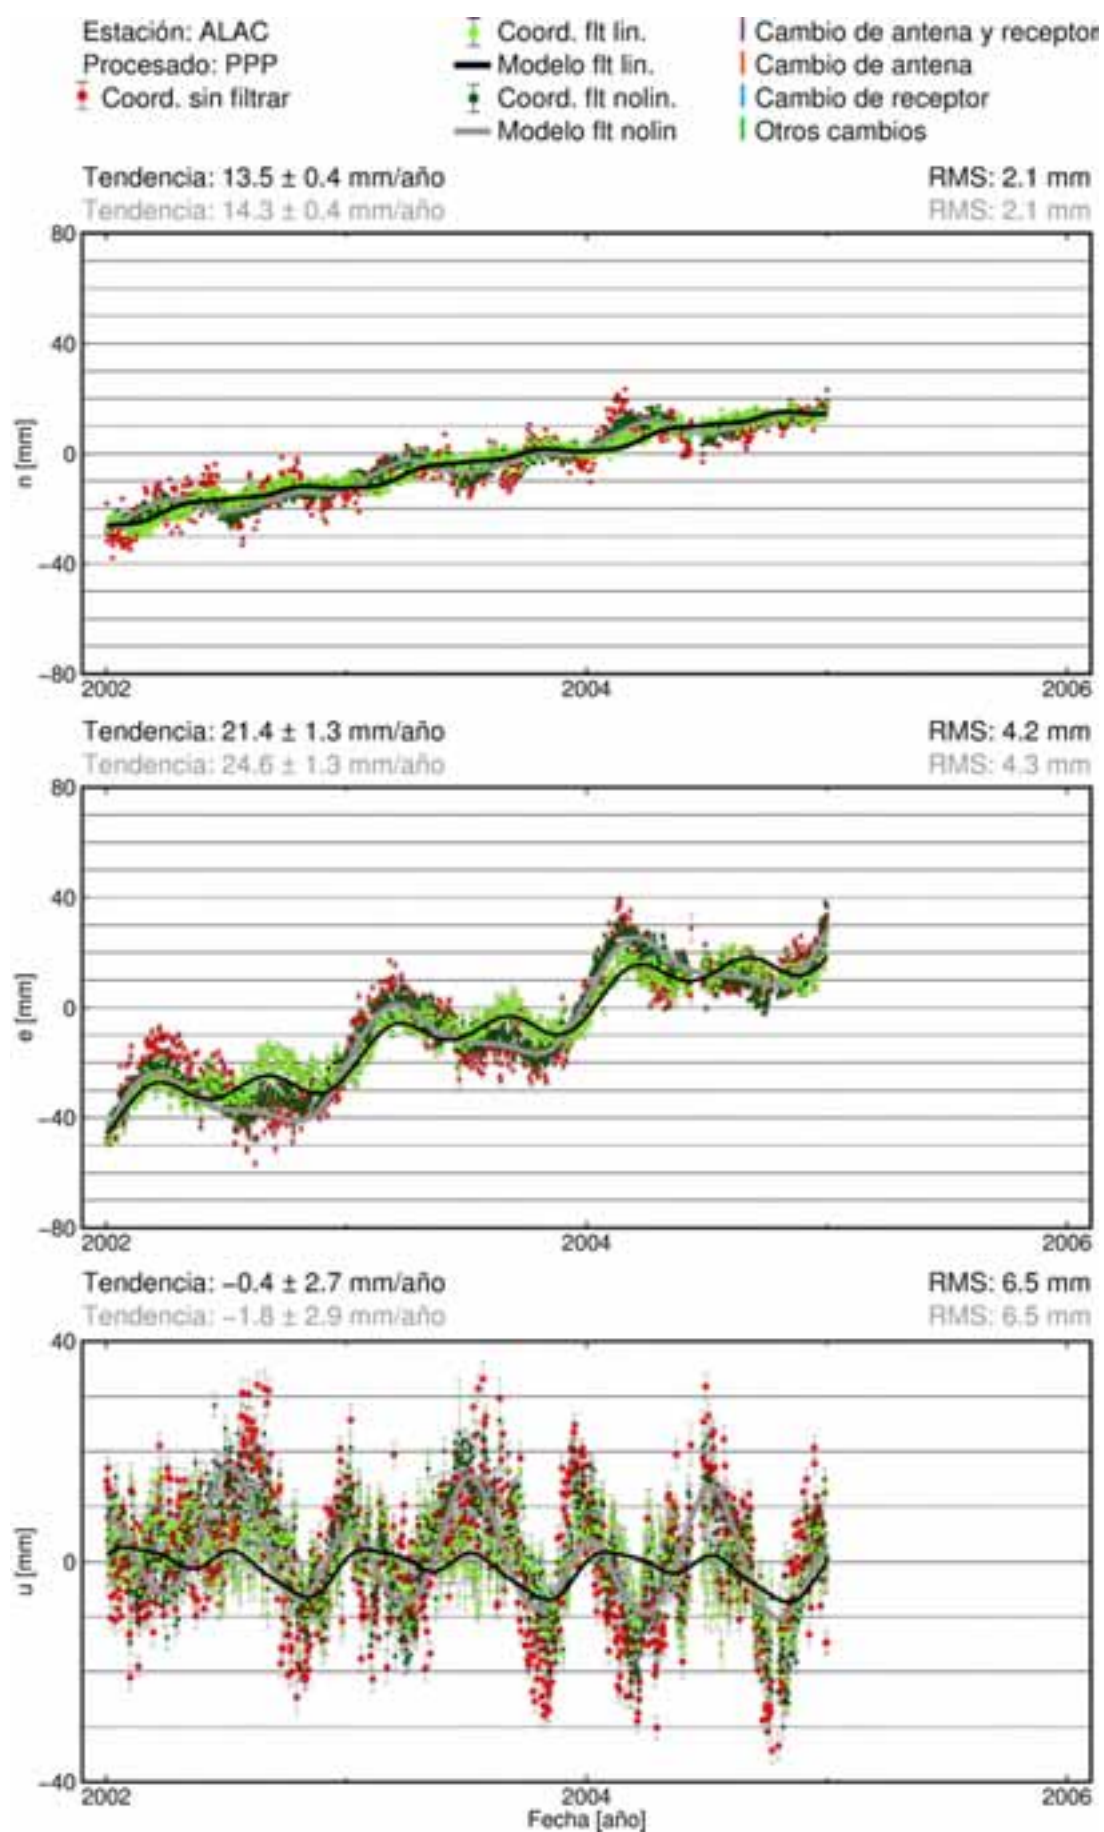 Estación: ALAC
Procesado: PPP
Coord. sin filtrar
Coord. flt lin.
Modelo flt lin.
Coord. flt nolin.
Modelo flt nolin
Cambio de antena y receptor
Cambio de antena
Cambio de receptor
Otros cambios
Tendencia: 13.5 ± 0.4 mm/año
RMS: 2.1 mm
Tendencia: 14.3 ± 0.4 mm/año
RMS: 2.1 mm
80
40
0
−40
−80
n [mm]
2002
2004
2006
Tendencia: 21.4 ± 1.3 mm/año
RMS: 4.2 mm
Tendencia: 24.6 ± 1.3 mm/año
RMS: 4.3 mm
80
40
0
−40
−80
e [mm]
2002
2004
2006
Tendencia: −0.4 ± 2.7 mm/año
RMS: 6.5 mm
Tendencia: −1.8 ± 2.9 mm/año
RMS: 6.5 mm
40
20
0
−20
−40
u [mm]
2002
2004
2006
Fecha [año]